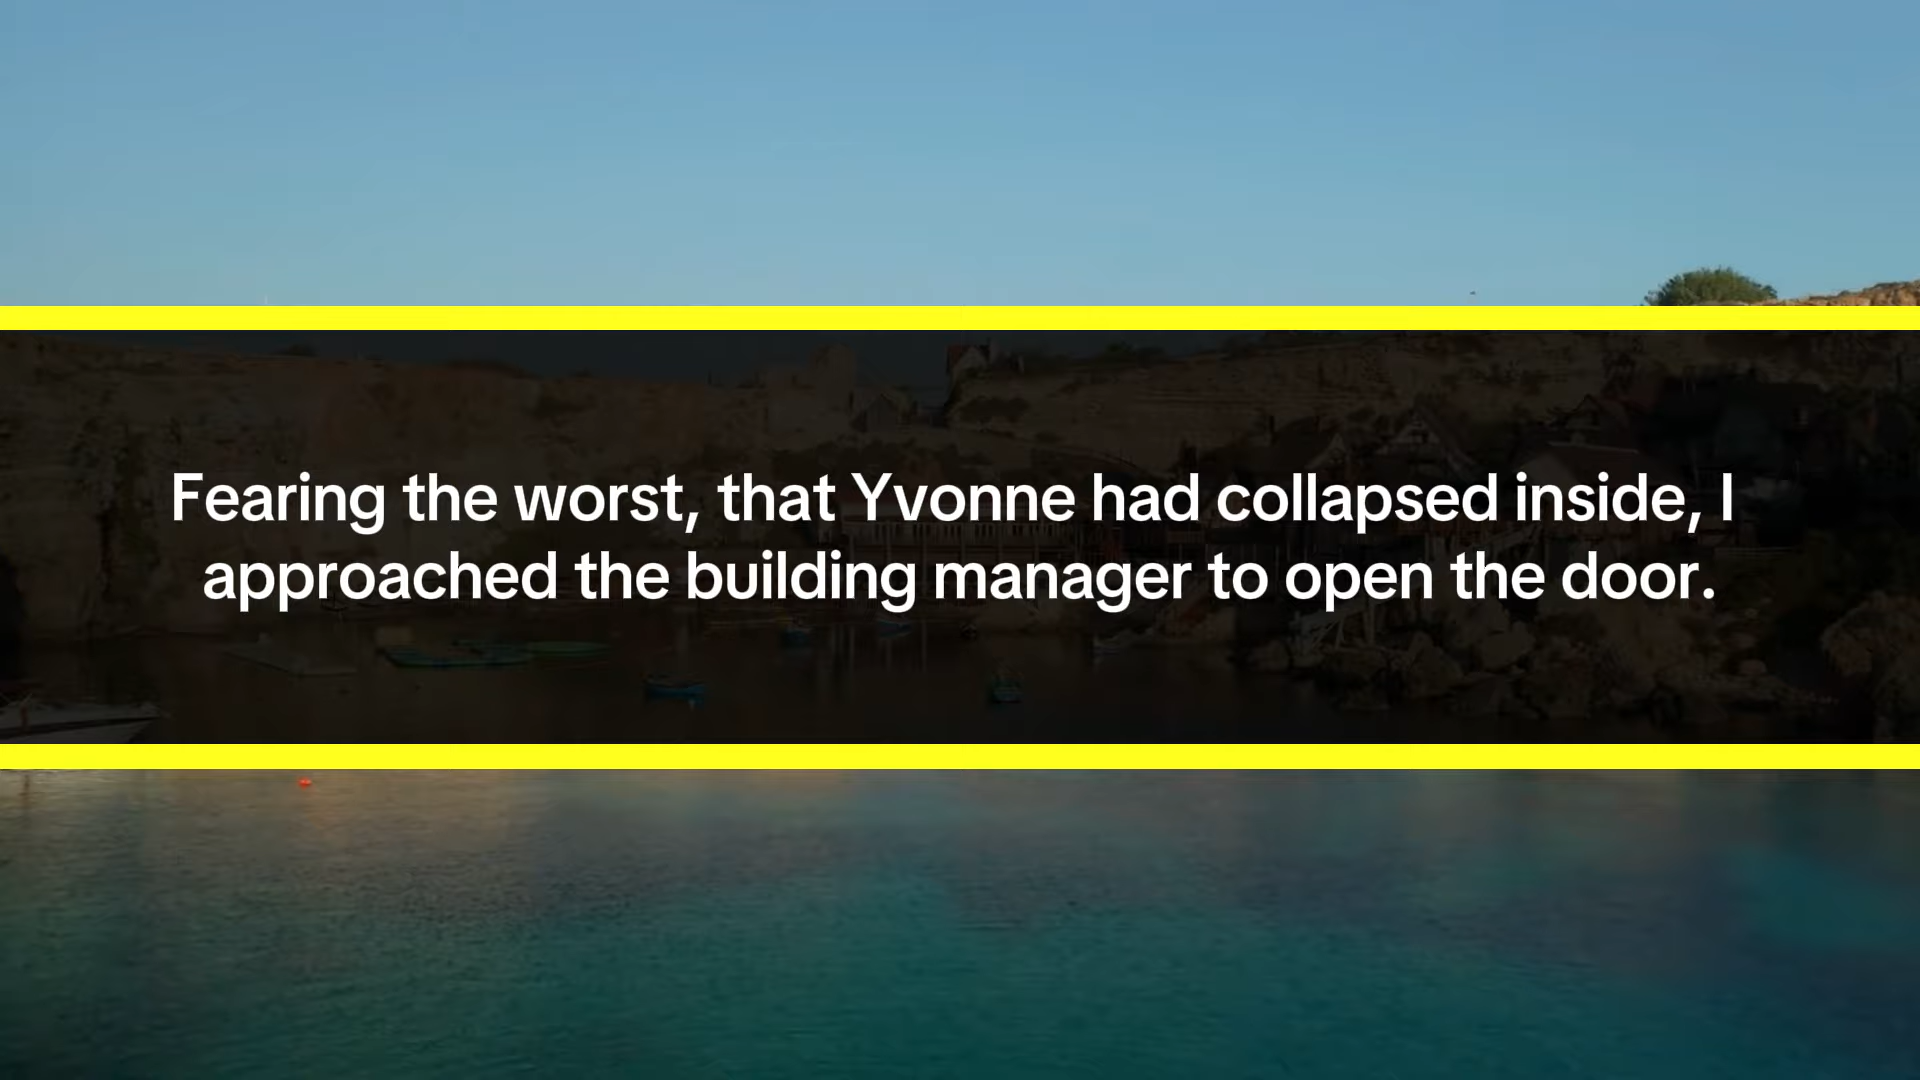 Fearing the worst, that Yvonne had collapsed inside, I
approached the building manager to open the door.